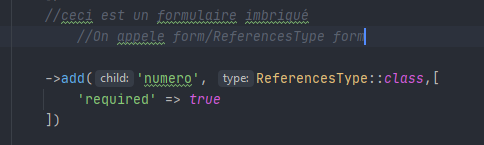 //ceci est un formulaire imbriqué
//On appele form/ReferencesType form
->add( child: 'numero', type: ReferencesType::class,[
'required' => true
])